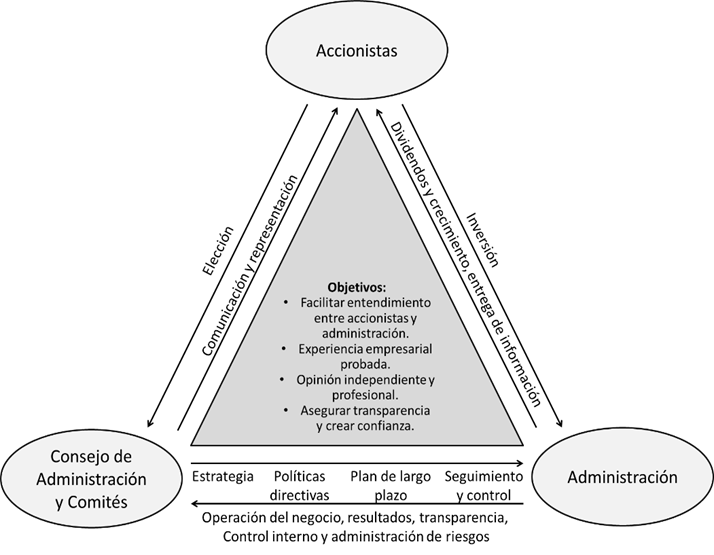 Accionistas
Elección
Comunicación y representación
Dividendos y crecimiento, entrega de información
Inversión
Objetivos:
• Facilitar entendimiento
entre accionistas y
administración.
• Experiencia empresarial
probada.
• Opinión independiente y
profesional.
• Asegurar transparencia
y crear confianza.
Consejo de
Administración
y Comités
Estrategia Políticas Plan de largo Seguimiento
directivas plazo y control
Administración
Operación del negocio, resultados, transparencia,
Control interno y administración de riesgos